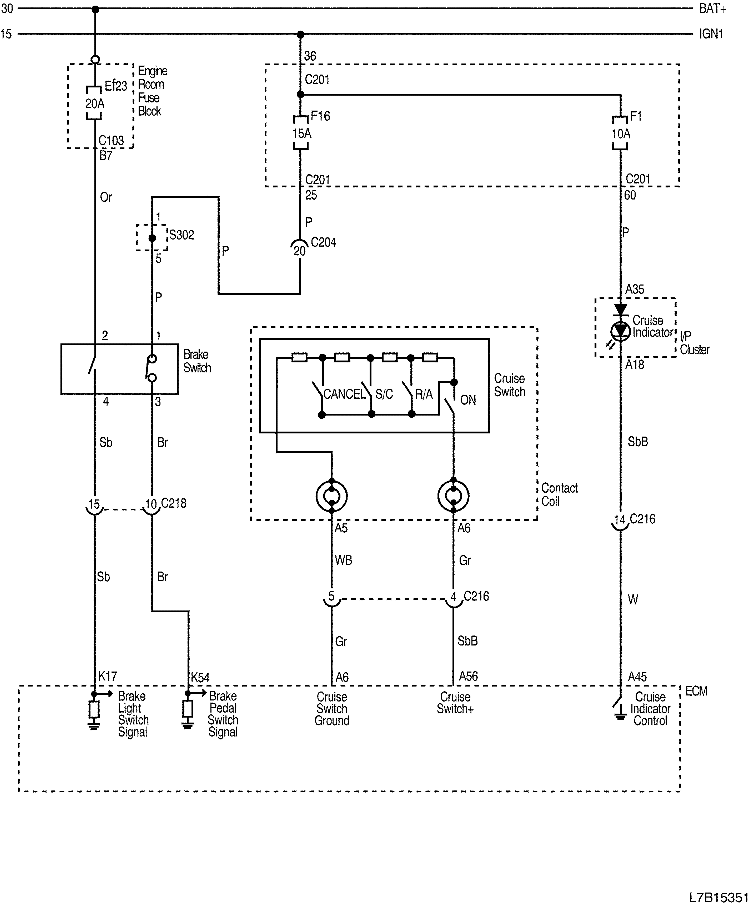 30
BAT+
15
IGN1
36
C201
Engine
Room
Fuse
Block
Ef23
20A
F16
15A
F1
10A
C103
B7
C201
25
C201
60
Or
1
S302
5
P
P
C204
20
P
P
A35
Cruise
Indicator
I/P
Cluster
A18
2
1
Brake
Switch
4
3
CANCEL
S/C
R/A
ON
Cruise
Switch
Sb
Br
SbB
15
10
C218
Contact
Coil
A5
A6
14
C216
WB
Gr
Sb
Br
5
4
C216
W
Gr
SbB
K17
K54
A6
A56
A45
ECM
Brake
Light
Switch
Signal
Brake
Pedal
Switch
Signal
Cruise
Switch
Ground
Cruise
Switch+
Cruise
Indicator
Control
L7B15351